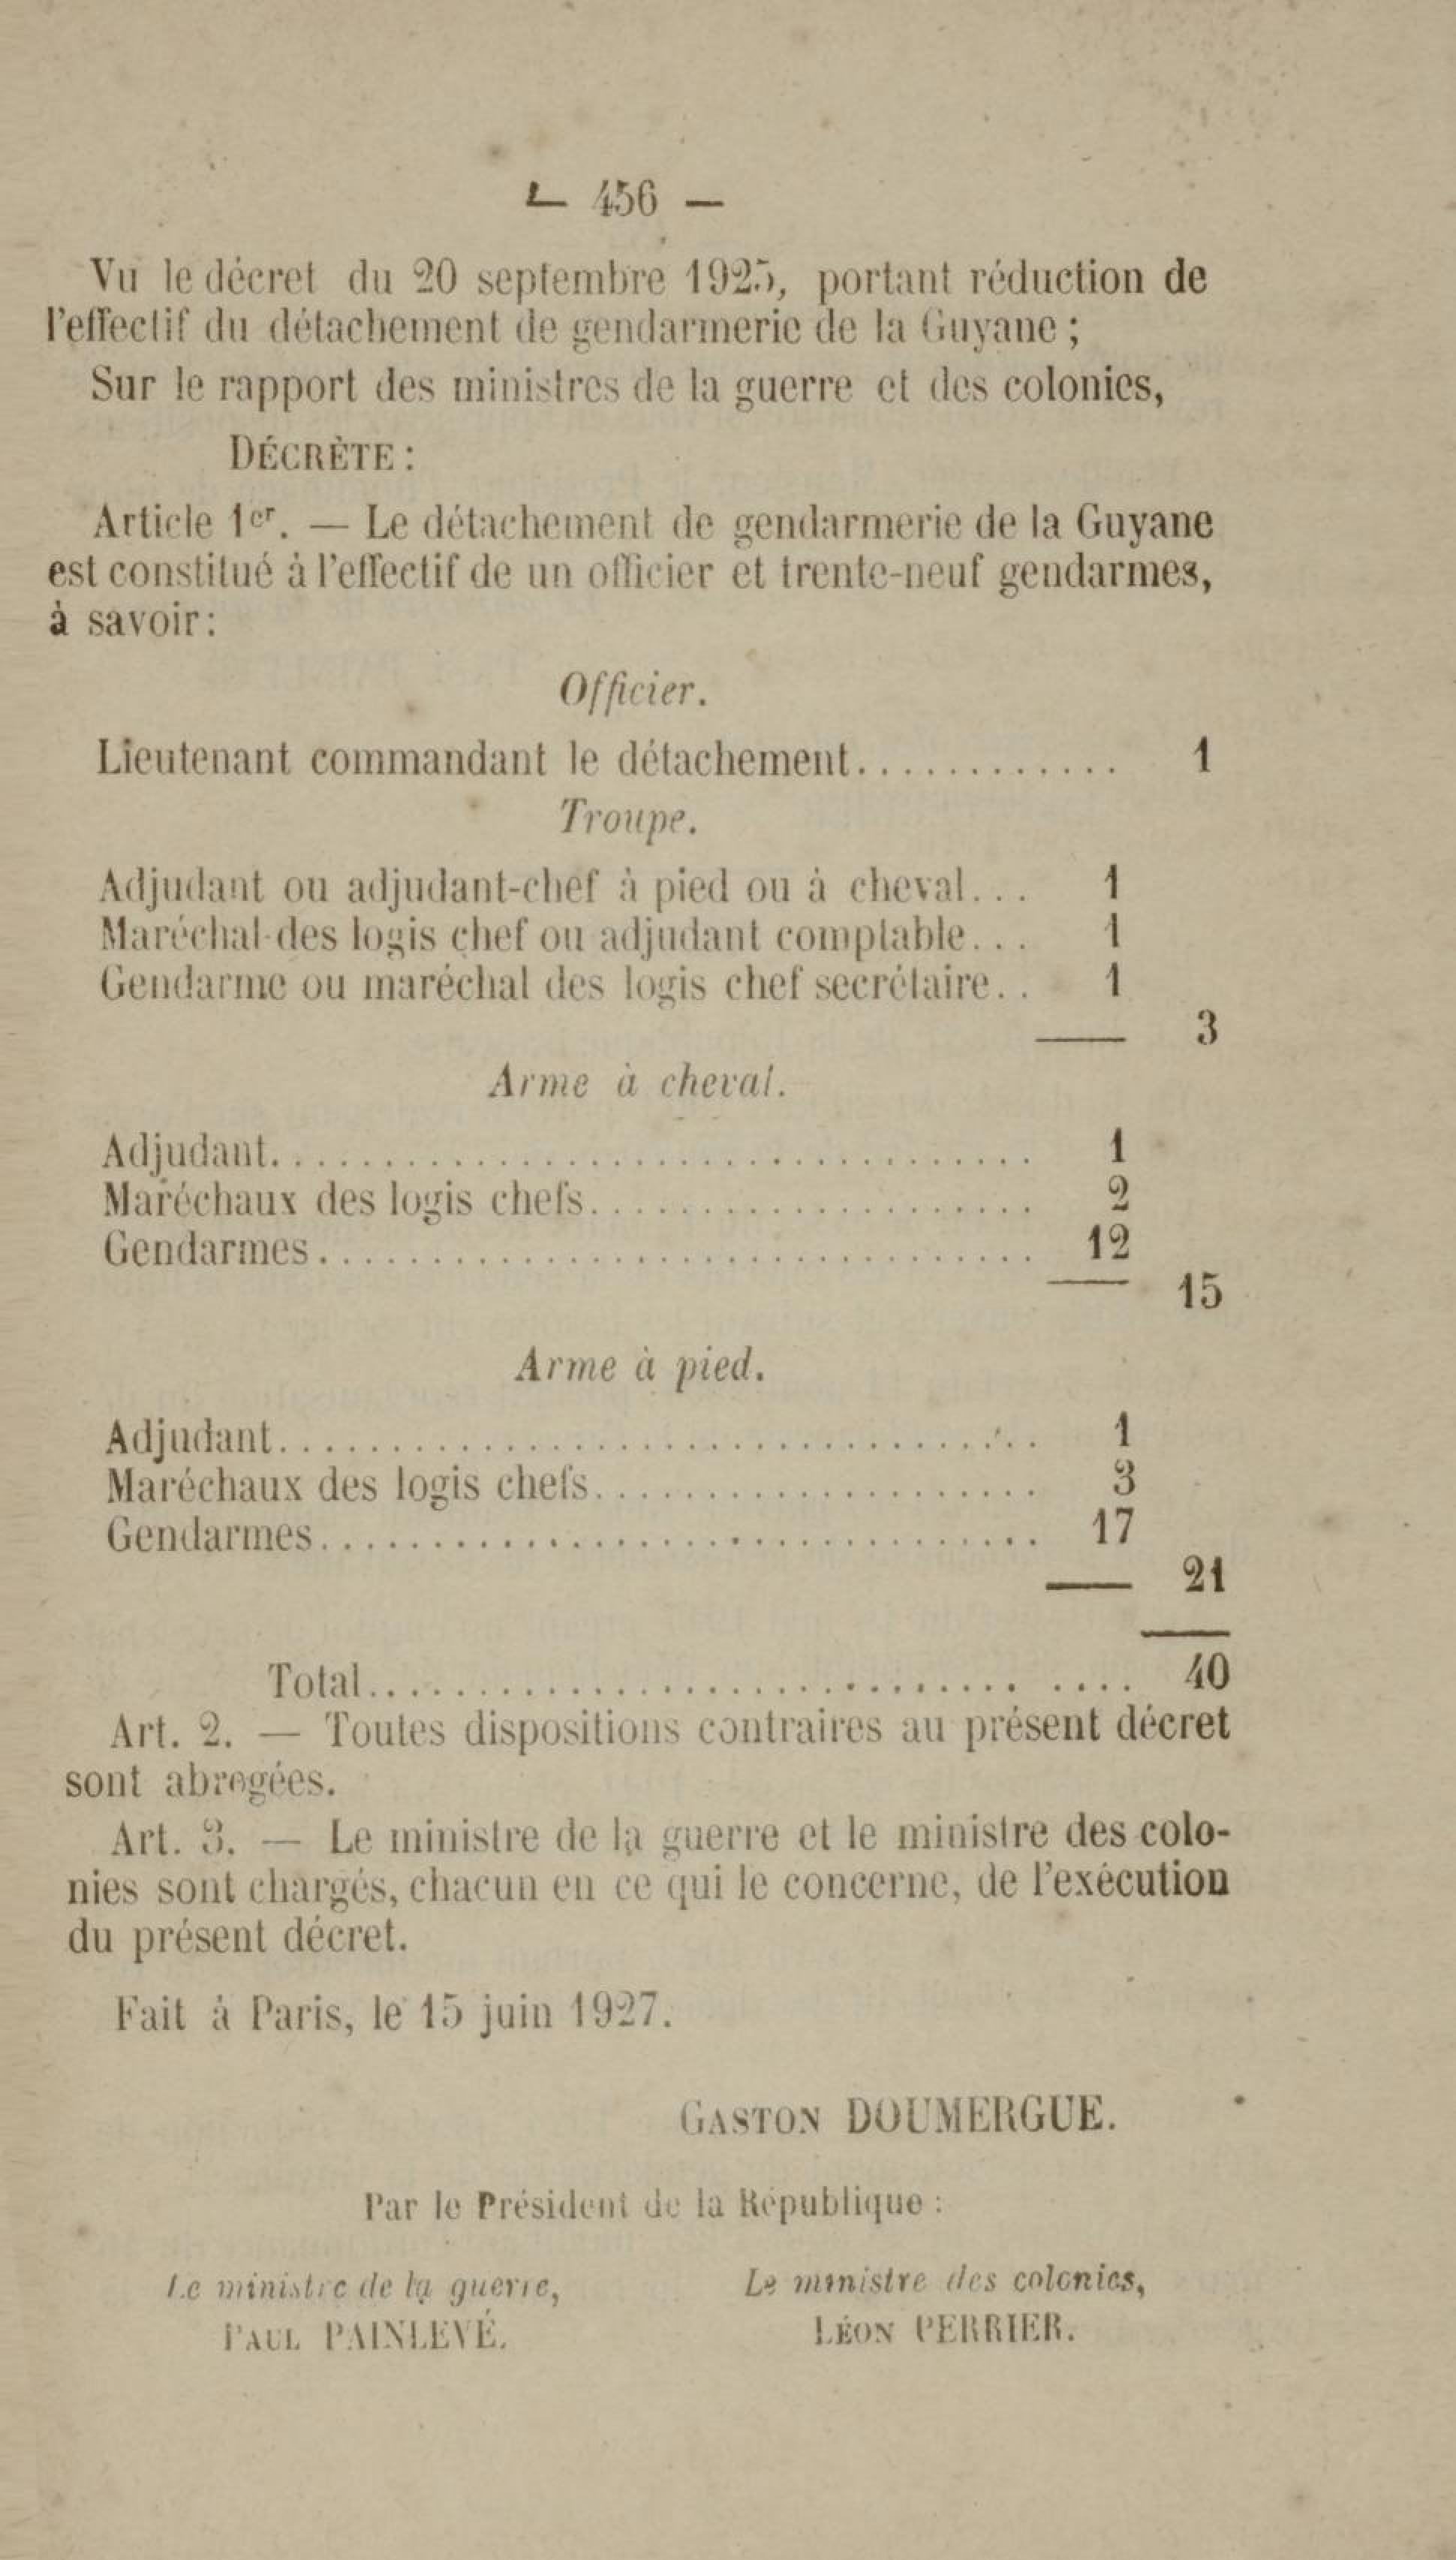 — 456 —
Vu le décret du 20 septembre 1925, portant réduction de
l'effectif du détachement de gendarmerie de la Guyane ;
Sur le rapport des ministres de la guerre et des colonies,
DÉCRÈTE :
Article 1er. — Le détachement de gendarmerie de la Guyane
est constitué à l'effectif de un officier et trente-neuf gendarmes,
à savoir :
Officier.
Lieutenant commandant le détachement............. 1
Troupe.
Adjudant ou adjudant-chef à pied ou à cheval... 1
Maréchal-des logis chef ou adjudant comptable... 1
Gendarme ou maréchal des logis chef secrétaire.. 1
3
Arme à cheval.
Adjudant.................................. 1
Maréchaux des logis chefs..................... 2
Gendarmes................................. 12
15
Arme à pied.
Adjudant.................................. 1
Maréchaux des logis chefs..................... 3
Gendarmes................................. 17
21
Total.................................. 40
Art. 2. — Toutes dispositions contraires au présent décret
sont abrogées.
Art. 3. — Le ministre de la guerre et le ministre des colo-
nies sont chargés, chacun en ce qui le concerne, de l'exécution
du présent décret.
Fait à Paris, le 15 juin 1927.
GASTON DOUMERGUE.
Par le Président de la République :
Le ministre de la guerre,
PAUL PAINLEVÉ.
Le ministre des colonies,
LÉON PERRIER.